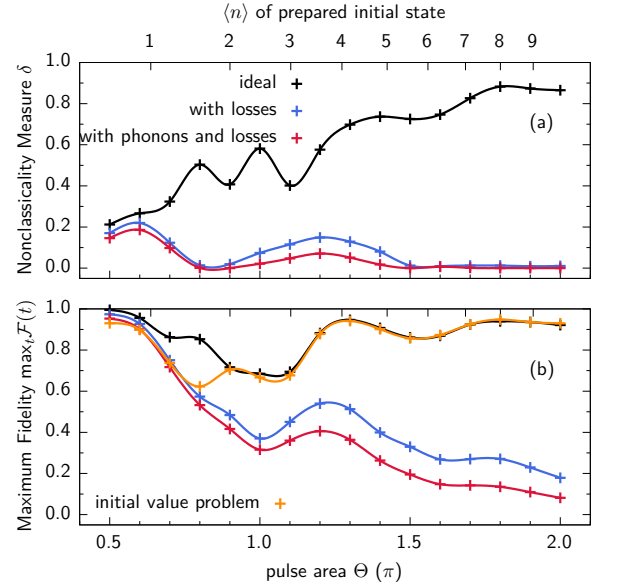 ⟨n⟩ of prepared initial state
1 2 3 4 5 6 7 8 9
Nonclassicality Measure δ
1.0
0.8
0.6
0.4
0.2
0.0
ideal
with losses
with phonons and losses
(a)
Maximum Fidelity maxₜℱ(t)
1.0
0.8
0.6
0.4
0.2
0.0
(b)
initial value problem
0.5 1.0 1.5 2.0
pulse area Θ (π)